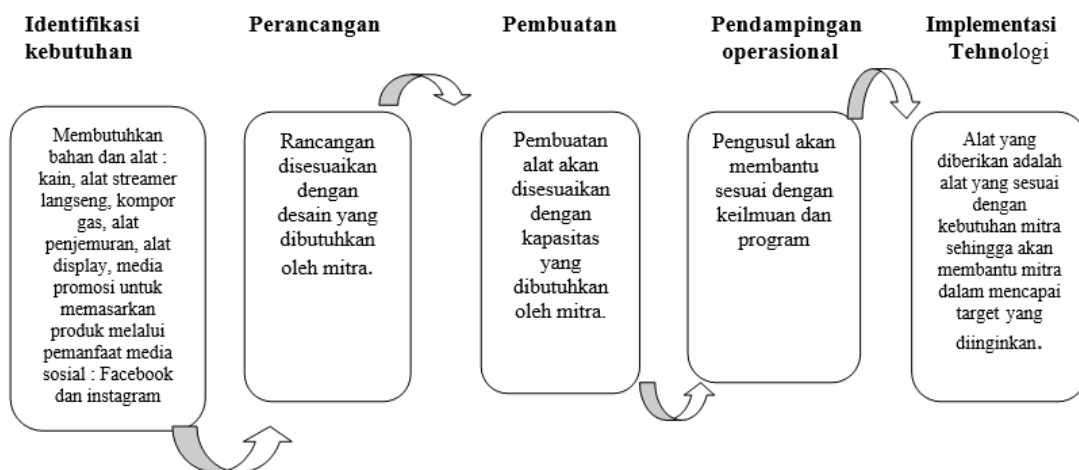 Identifikasi
kebutuhan
Perancangan
Pembuatan
Pendampingan
operasional
Implementasi
Tehnologi
Membutuhkan
bahan dan alat :
kain, alat streamer
langseng, kompor
gas, alat
penjemuran, alat
display, media
promosi untuk
memasarkan
produk melalui
pemanfaat media
sosial : Facebook
dan instagram
Rancangan
disesuaikan
dengan
desain yang
dibutuhkan
oleh mitra.
Pembuatan
alat akan
disesuaikan
dengan
kapasitas
yang
dibutuhkan
oleh mitra.
Pengusul akan
membantu
sesuai dengan
keilmuan dan
program
Alat yang
diberikan adalah
alat yang sesuai
dengan
kebutuhan mitra
sehingga akan
membantu mitra
dalam mencapai
target yang
diinginkan.